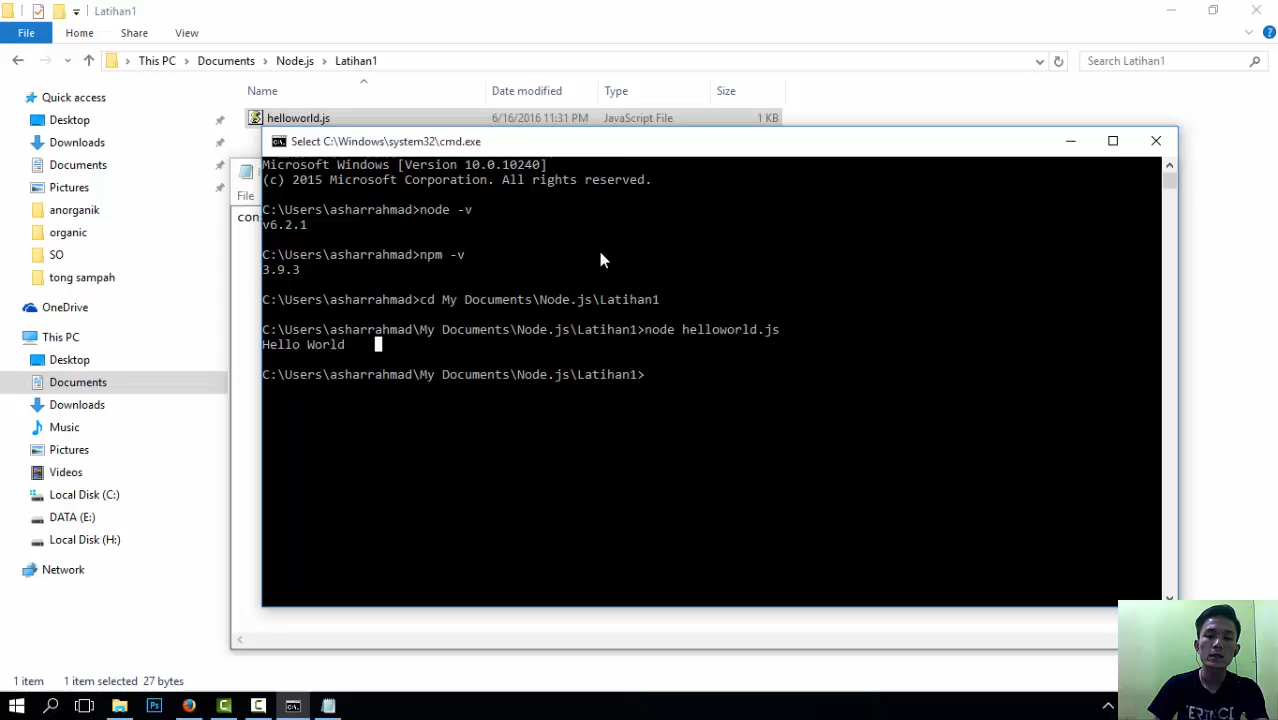 Latihan1
File
Home
Share
View
This PC
Documents
Node.js
Latihan1
Search Latihan1
Name
Date modified
Type
Size
Quick access
Desktop
Downloads
Documents
Pictures
anorganik
organic
SO
tong sampah
OneDrive
This PC
Desktop
Documents
Downloads
Music
Pictures
Videos
Local Disk (C:)
DATA (E:)
Local Disk (H:)
Network
helloworld.js
6/16/2016 11:31 PM
JavaScript File
1 KB
File
con
Select C:\Windows\system32\cmd.exe
Microsoft Windows [Version 10.0.10240]
(c) 2015 Microsoft Corporation. All rights reserved.
C:\Users\asharrahmad>node -v
v6.2.1
C:\Users\asharrahmad>npm -v
3.9.3
C:\Users\asharrahmad>cd My Documents\Node.js\Latihan1
C:\Users\asharrahmad\My Documents\Node.js\Latihan1>node helloworld.js
Hello World
C:\Users\asharrahmad\My Documents\Node.js\Latihan1>
1 item
1 item selected 27 bytes
Ps